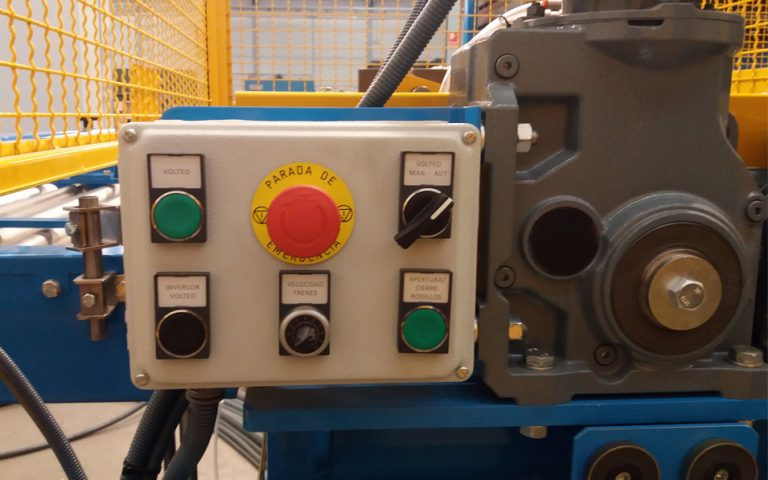 VOLTEO
PARADA DE
EMERGENCIA
VOLTEO
MAN - AUT
INVERSOR
VOLTEO
VELOCIDAD
TRENES
APERTURA/
CIERRE
RODILLOS